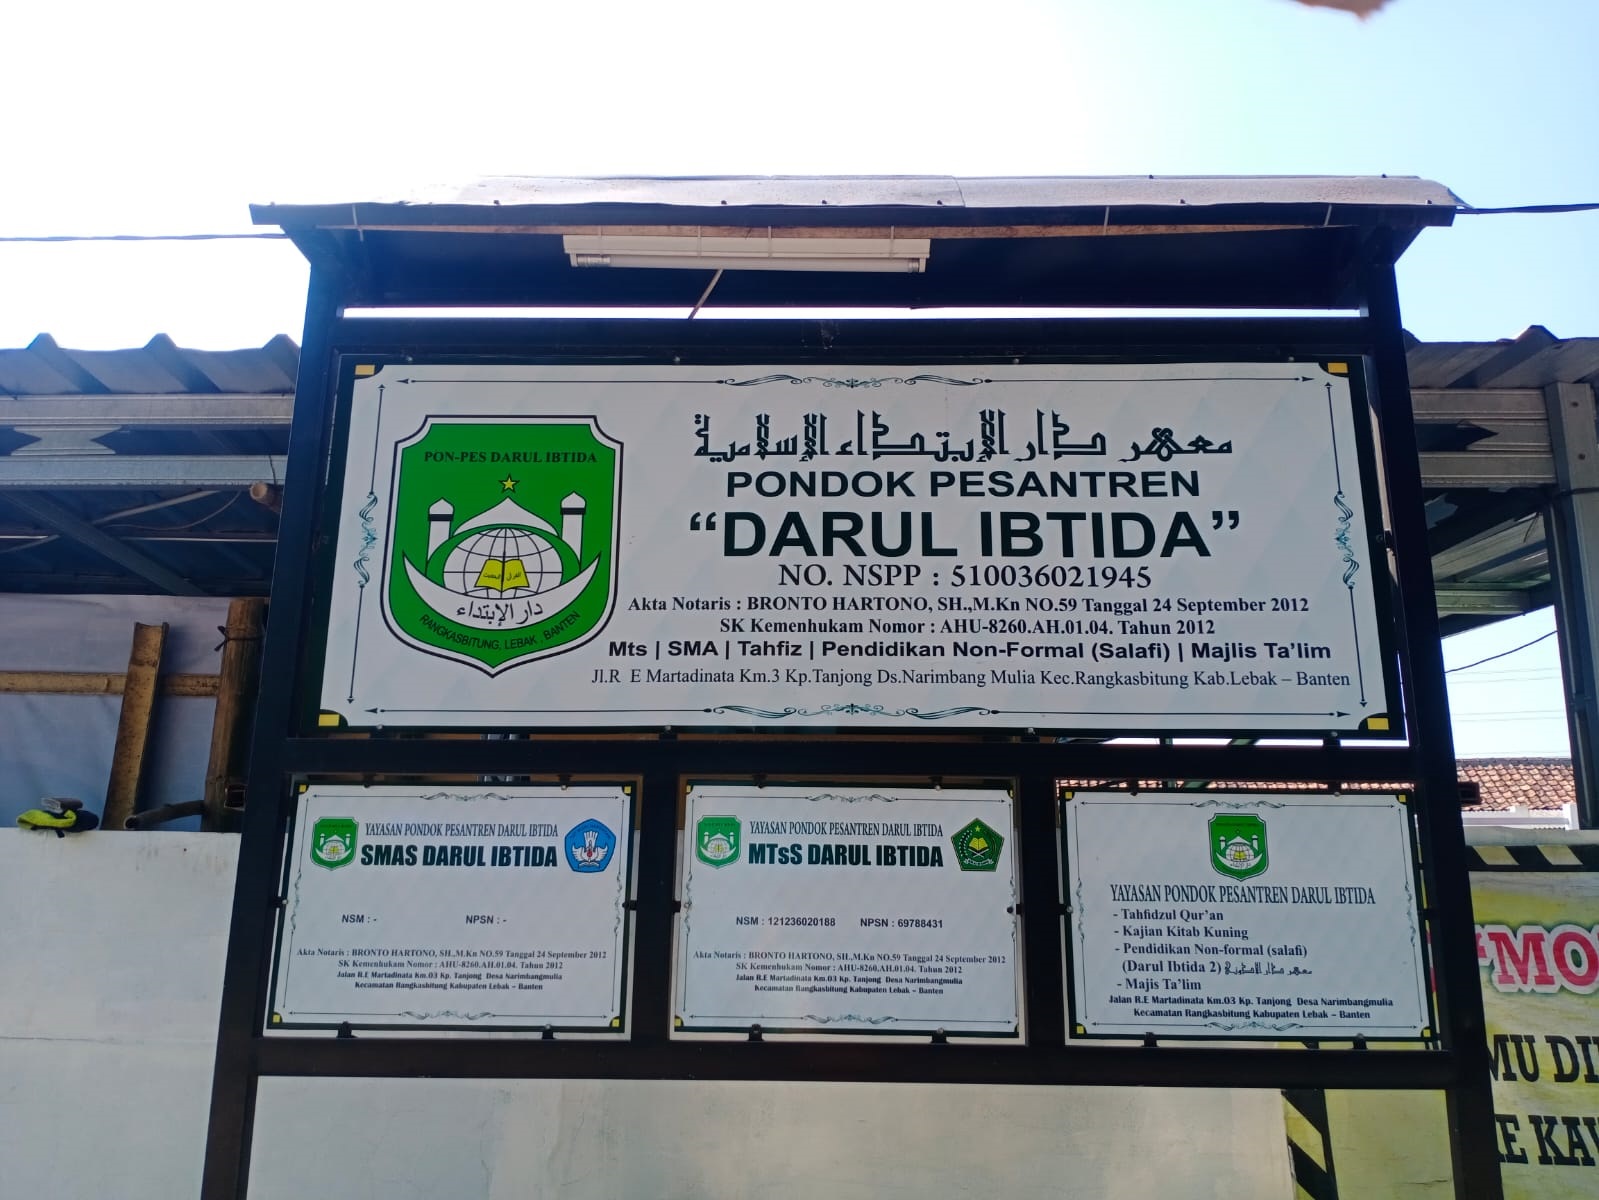 معهر دار الإبتداء الإسلامية
PONDOK PESANTREN
“DARUL IBTIDA”
NO. NSPP : 510036021945
Akta Notaris : BRONTO HARTONO, SH.,M.Kn NO.59 Tanggal 24 September 2012
SK Kemenhukam Nomor : AHU-8260.AH.01.04. Tahun 2012
Mts | SMA | Tahfiz | Pendidikan Non-Formal (Salafi) | Majlis Ta’lim
Jl.R E Martadinata Km.3 Kp.Tanjong Ds.Narimbang Mulia Kec.Rangkasbitung Kab.Lebak – Banten
PON-PES DARUL IBTIDA
دار الإبتداء
RANGKASBITUNG, LEBAK , BANTEN
YAYASAN PONDOK PESANTREN DARUL IBTIDA
SMAS DARUL IBTIDA
NSM : - NPSN : -
Akta Notaris : BRONTO HARTONO, SH.,M.Kn NO.59 Tanggal 24 September 2012
SK Kemenhukam Nomor : AHU-8260.AH.01.04. Tahun 2012
Jalan R.E Martadinata Km.03 Kp. Tanjong Desa Narimbangmulia
Kecamatan Rangkasbitung Kabupaten Lebak – Banten
YAYASAN PONDOK PESANTREN DARUL IBTIDA
MTsS DARUL IBTIDA
NSM : 121236020188 NPSN : 69788431
Akta Notaris : BRONTO HARTONO, SH.,M.Kn NO.59 Tanggal 24 September 2012
SK Kemenhukam Nomor : AHU-8260.AH.01.04. Tahun 2012
Jalan R.E Martadinata Km.03 Kp. Tanjong Desa Narimbangmulia
Kecamatan Rangkasbitung Kabupaten Lebak – Banten
YAYASAN PONDOK PESANTREN DARUL IBTIDA
- Tahfidzul Qur’an
- Kajian Kitab Kuning
- Pendidikan Non-formal (salafi)
(Darul Ibtida 2)
- Majis Ta’lim
Jalan R.E Martadinata Km.03 Kp. Tanjong Desa Narimbangmulia
Kecamatan Rangkasbitung Kabupaten Lebak – Banten